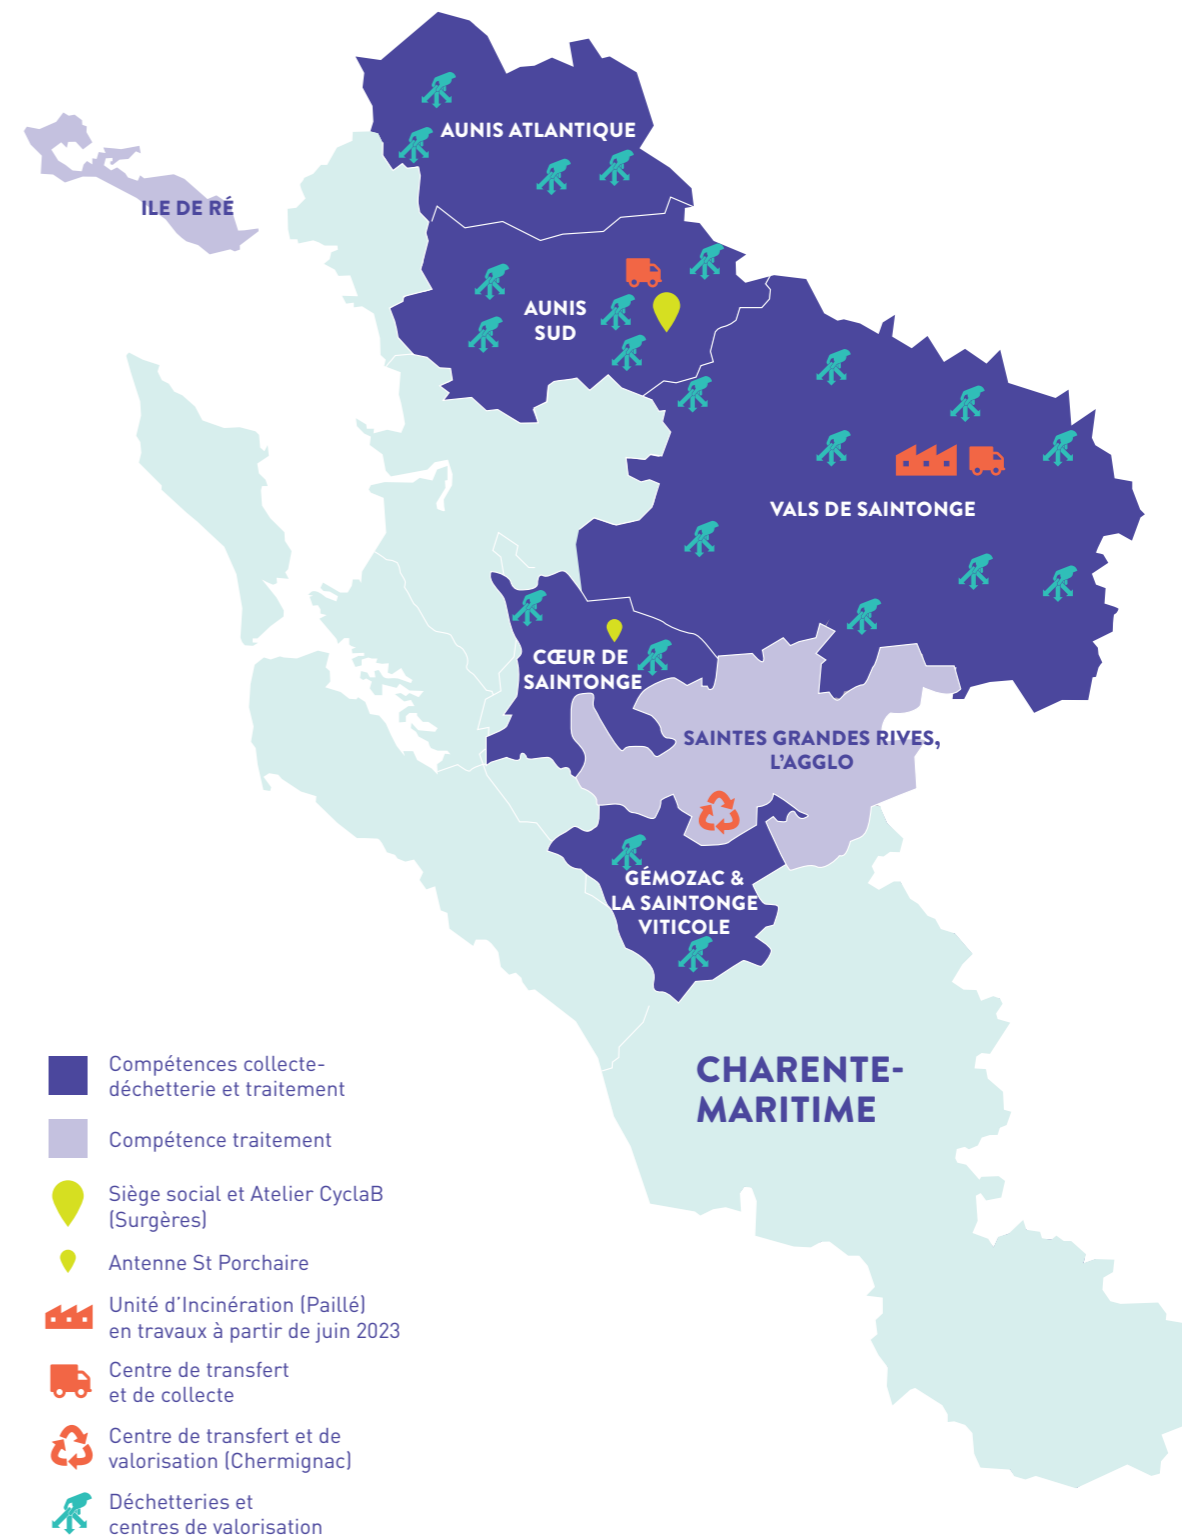 AUNIS ATLANTIQUE
ILE DE RÉ
AUNIS
SUD
VALS DE SAINTONGE
CŒUR DE
SAINTONGE
SAINTES GRANDES RIVES,
L'AGGLO
GÉMOZAC &
LA SAINTONGE
VITICOLE
CHARENTE-
MARITIME
Compétences collecte-
déchetterie et traitement
Compétence traitement
Siège social et Atelier CyclaB
(Surgères)
Antenne St Porchaire
Unité d'Incinération (Paillé)
en travaux à partir de juin 2023
Centre de transfert
et de collecte
Centre de transfert et de
valorisation (Chermignac)
Déchetteries et
centres de valorisation